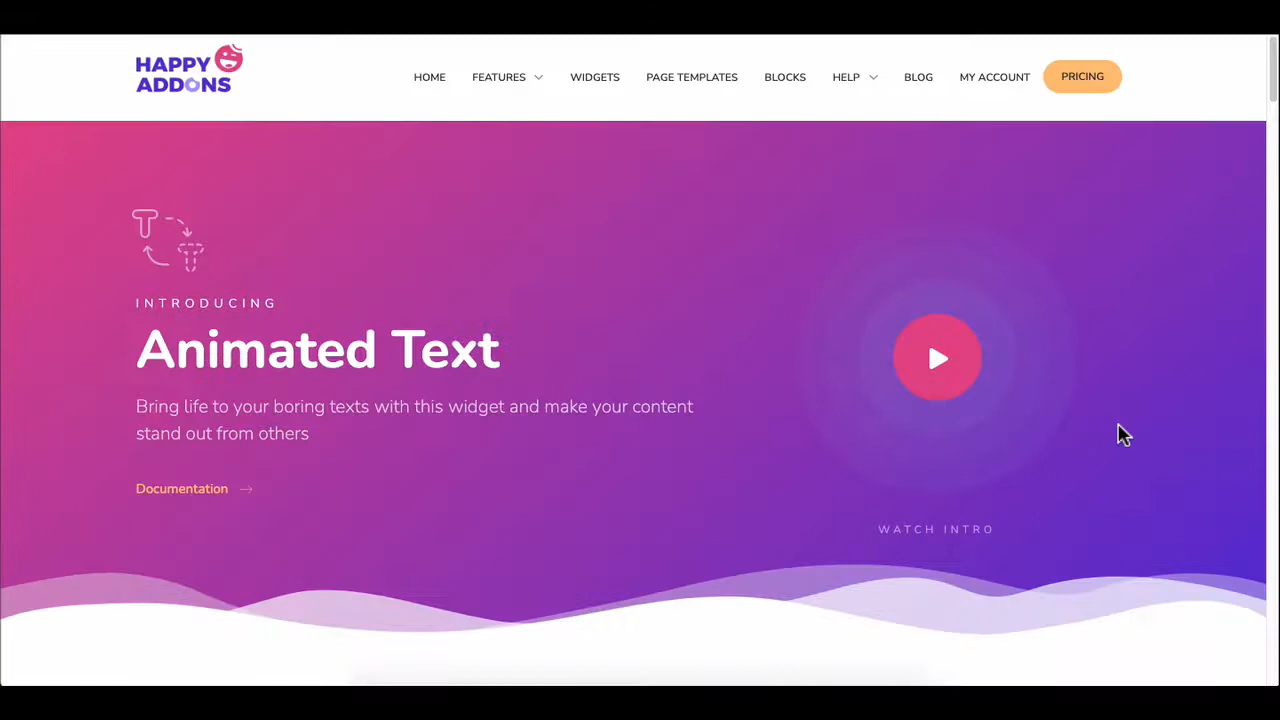 HAPPY
ADDONS
HOME FEATURES WIDGETS PAGE TEMPLATES BLOCKS HELP BLOG MY ACCOUNT PRICING
INTRODUCING
Animated Text
Bring life to your boring texts with this widget and make your content
stand out from others
Documentation
WATCH INTRO